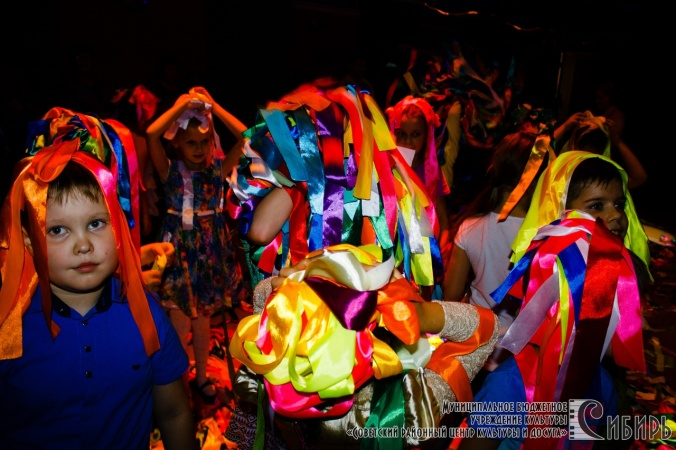 Муниципальное бюджетное
учреждение культуры
«Советский районный центр культуры и досуга»
Сибирь